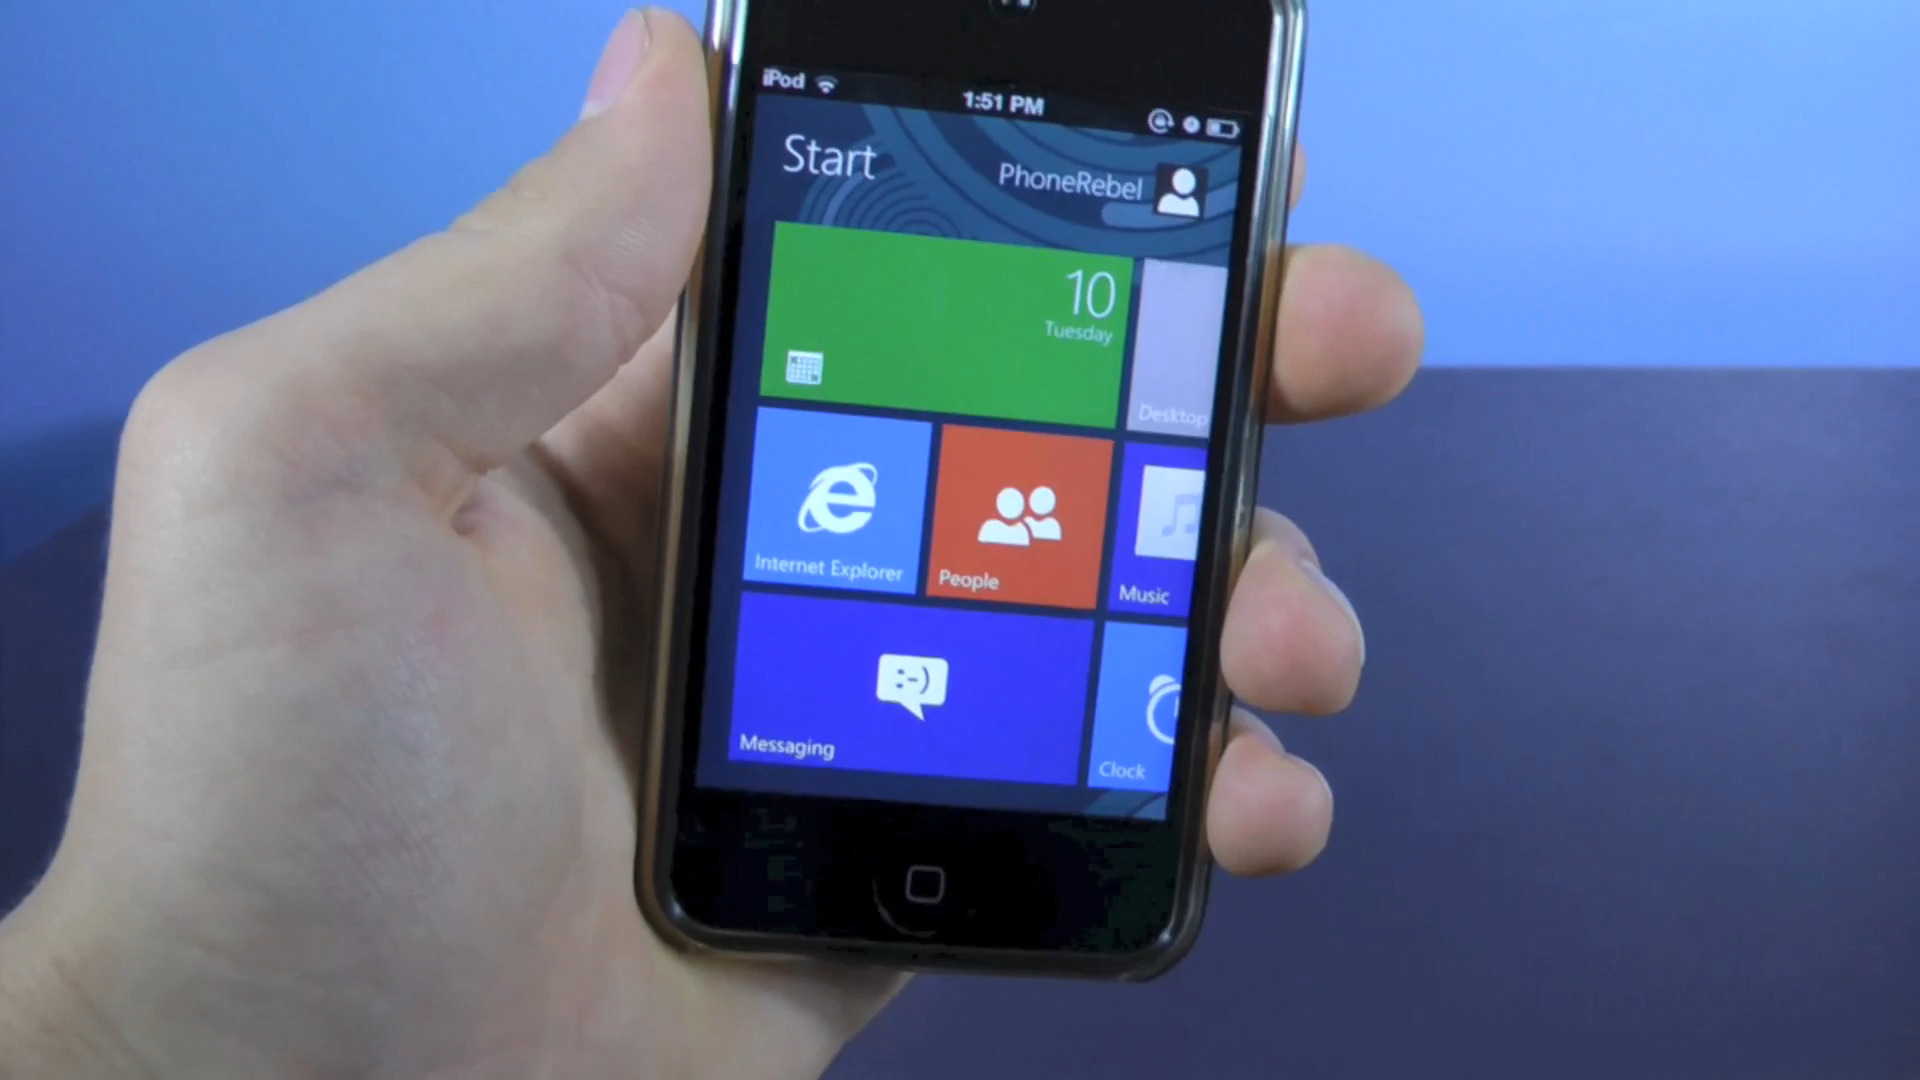 iPod
1:51 PM
Start
PhoneRebel
10
Tuesday
Desktop
Internet Explorer
People
Music
:-)
Messaging
Clock